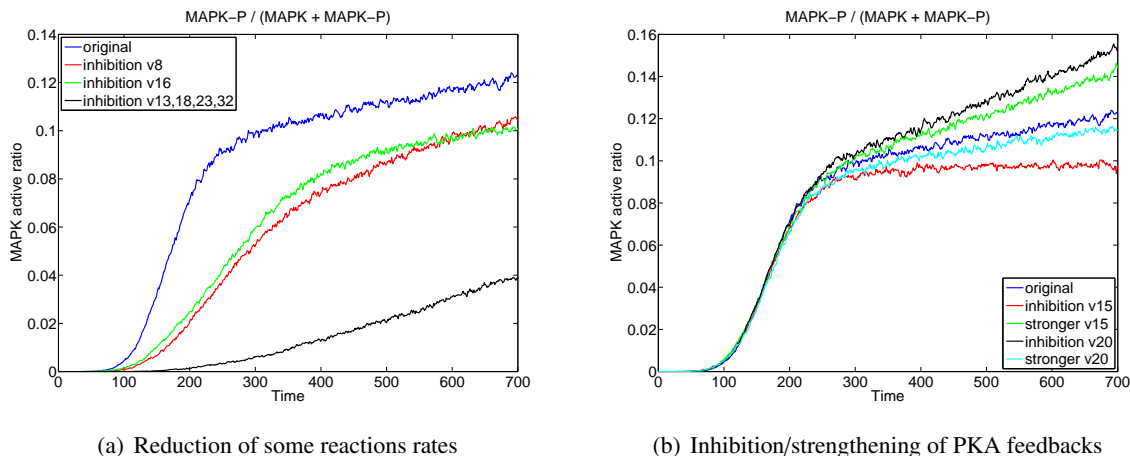 MAPK-P / (MAPK + MAPK-P)
0.14
0.12
0.1
0.08
0.06
0.04
0.02
0
MAPK active ratio
original
inhibition v8
inhibition v16
inhibition v13,18,23,32
0 100 200 300 400 500 600 700
Time
(a) Reduction of some reactions rates
MAPK-P / (MAPK + MAPK-P)
0.16
0.14
0.12
0.1
0.08
0.06
0.04
0.02
0
MAPK active ratio
original
inhibition v15
stronger v15
inhibition v20
stronger v20
0 100 200 300 400 500 600 700
Time
(b) Inhibition/strengthening of PKA feedbacks